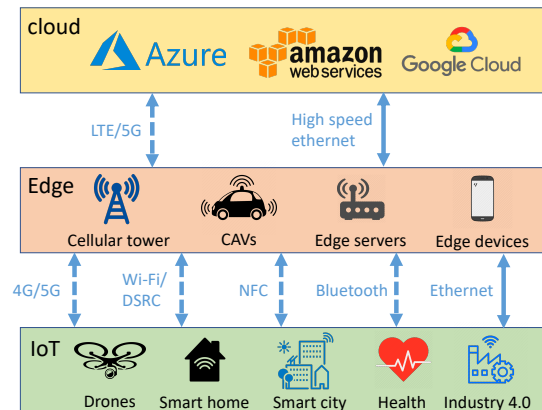 cloud
Azure
amazon
web services
Google Cloud
LTE/5G
High speed
ethernet
Edge
Cellular tower
CAVs
Edge servers
Edge devices
4G/5G
Wi-Fi/
DSRC
NFC
Bluetooth
Ethernet
IoT
Drones
Smart home
Smart city
Health
Industry 4.0